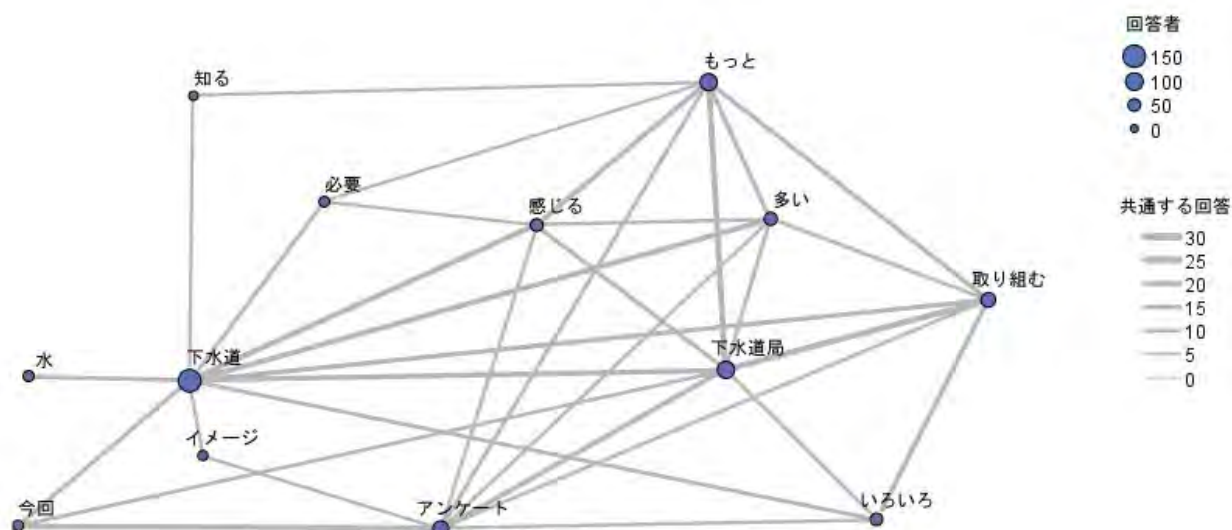 回答者
150
100
50
0
共通する回答
30
25
20
15
10
5
0
もっと
知る
必要
感じる
多い
取り組む
水
下水道
下水道局
イメージ
今回
アンケート
いろいろ